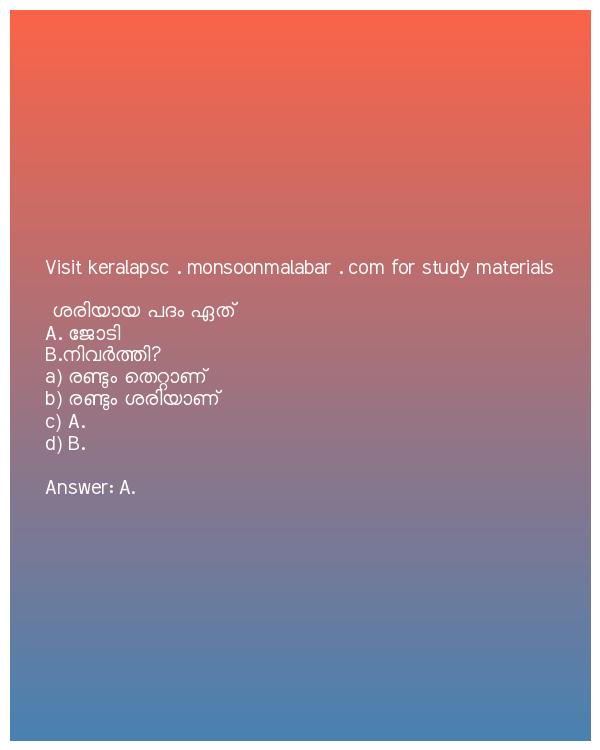 Visit keralapsc . monsoonmalabar . com for study materials
ശരിയായ പദം ഏത്
A. ജോടി
B.നിവർത്തി?
a) രണ്ടും തെറ്റാണ്
b) രണ്ടും ശരിയാണ്
c) A.
d) B.
Answer: A.